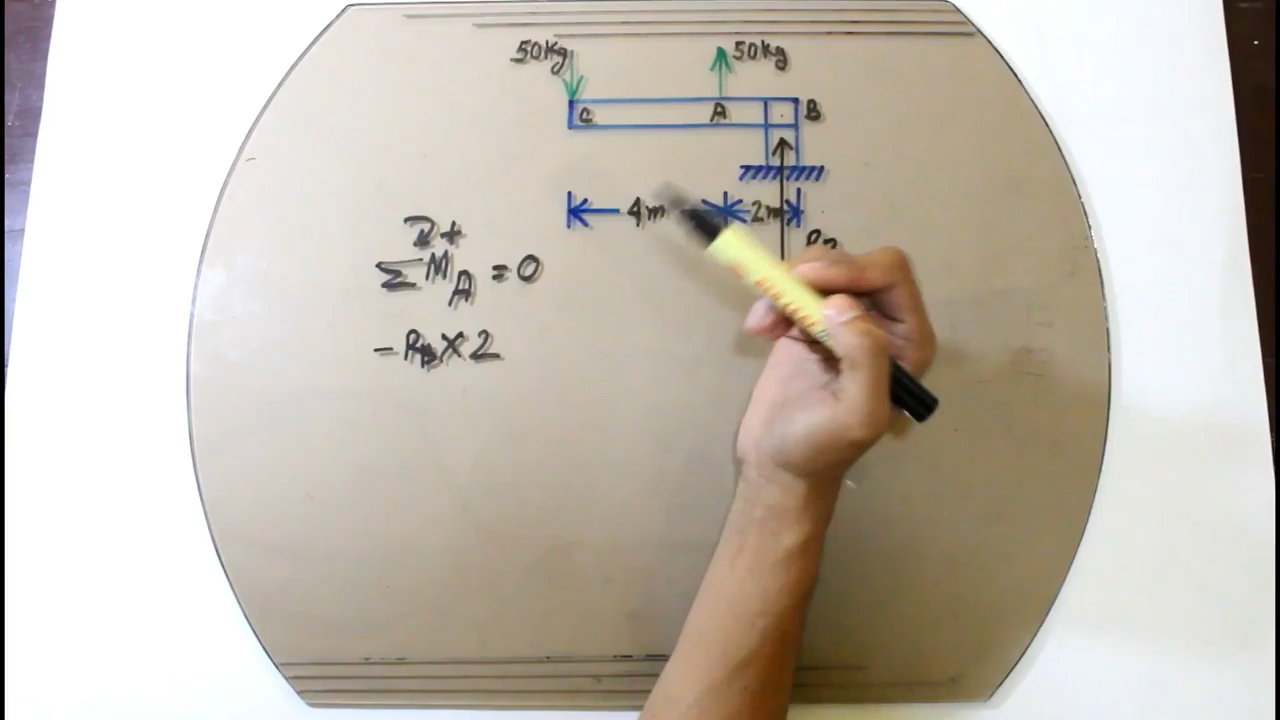 50kg 50kg
C A B
4m 2m
+
ΣM_A = 0
-R_B X 2